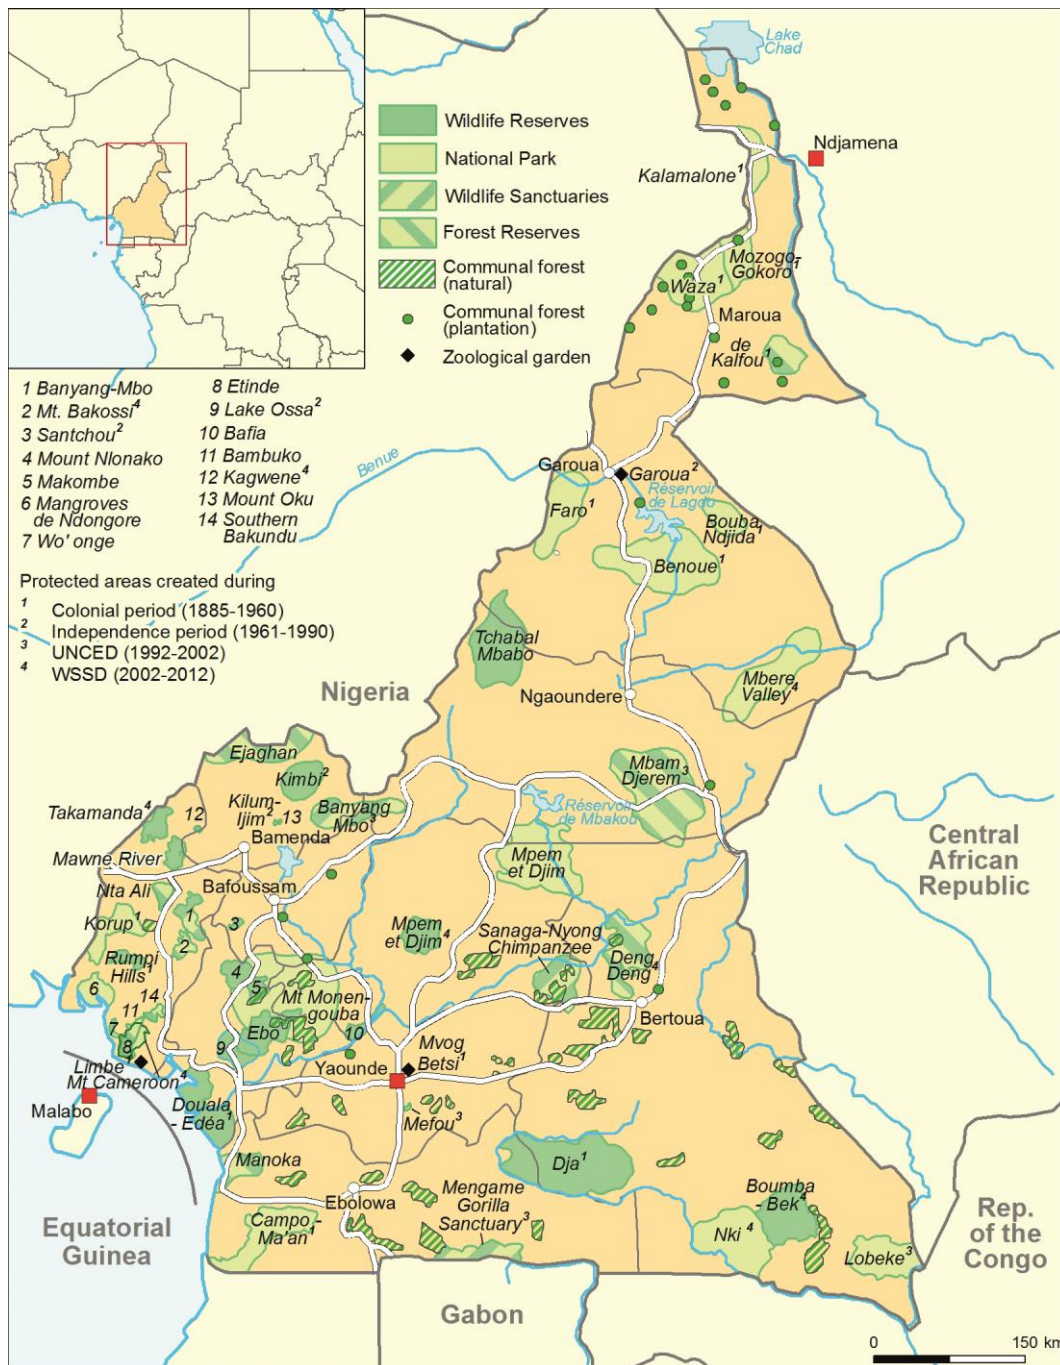 Lake
Chad
Wildlife Reserves
National Park
Wildlife Sanctuaries
Forest Reserves
Communal forest
(natural)
Communal forest
(plantation)
Zoological garden
Ndjamena
Kalamalone¹
Mozogo-
Gokoro¹
Waza¹
Maroua
de
Kalfou¹
1 Banyang-Mbo
2 Mt. Bakossi⁴
3 Santchou²
4 Mount Nlonako
5 Makombe
6 Mangroves
de Ndongore
7 Wo' onge
8 Etinde
9 Lake Ossa²
10 Bafia
11 Bambuko
12 Kagwene⁴
13 Mount Oku
14 Southern
Bakundu
Protected areas created during
1 Colonial period (1885-1960)
2 Independence period (1961-1990)
3 UNCED (1992-2002)
4 WSSD (2002-2012)
Benue
Garoua
Garoua²
Réservoir
de Lagdo
Faro¹
Bouba
Ndjida¹
Benoue¹
Tchabal
Mbabo
Nigeria
Ngaoundere
Mbere
Valley⁴
Ejaghan
Kimbi²
Mbam
Djerem³
Takamanda⁴
12
Kilum-
Ijim²
13
Banyang
Mbo³
Réservoir
de Mbakou
Bamenda
Central
African
Republic
Mawne River
Mpem
et Djim
Nta Ali
Bafoussam
Korup¹
1
3
2
Mpem
et Djim⁴
Sanaga-Nyong
Chimpanzee
Deng
Deng⁴
Rumpi
Hills¹
4
5
Mt Monen-
gouba
6
14
11
7
8
Ebo
10
9
Bertoua
Mvog
Betsi¹
Yaounde
Limbe¹
Mt Cameroon⁴
Malabo
Douala
- Edéa¹
Mefou³
Manoka
Dja¹
Ebolowa
Mengame
Gorilla
Sanctuary³
Boumba
- Bek⁴
Equatorial
Guinea
Campo -
Ma'an¹
Nki ⁴
Lobeke³
Rep.
of the
Congo
Gabon
0 150 km